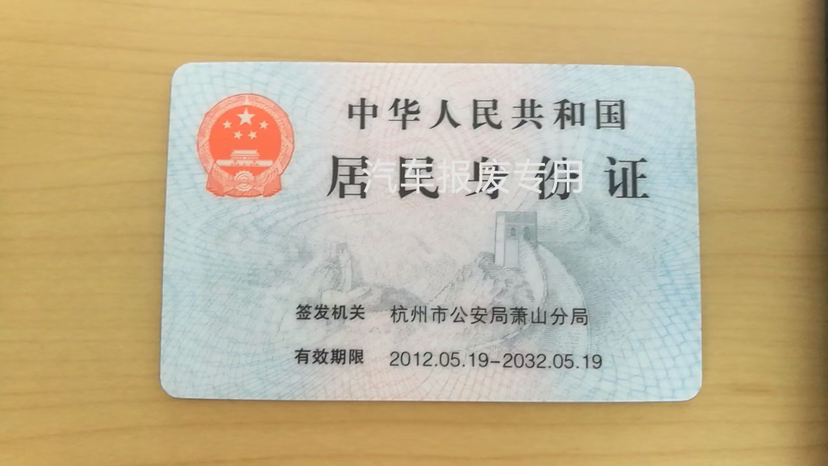 中华人民共和国
居民身份证
汽车报废专用
签发机关 杭州市公安局萧山分局
有效期限 2012.05.19-2032.05.19